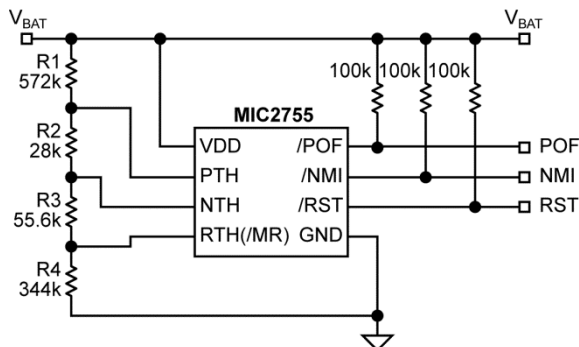 VBAT VBAT
R1
572k
100k 100k 100k
R2
28k
MIC2755
VDD /POF POF
PTH /NMI NMI
R3
55.6k
NTH /RST RST
RTH(/MR) GND
R4
344k